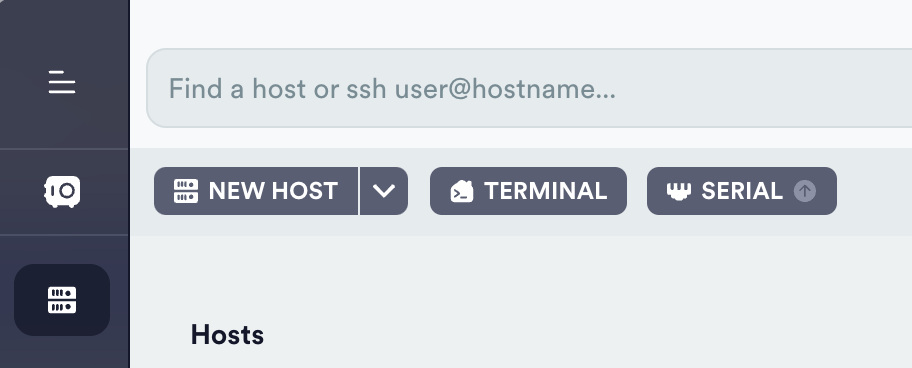 Find a host or ssh user@hostname...
NEW HOST
TERMINAL
SERIAL
Hosts